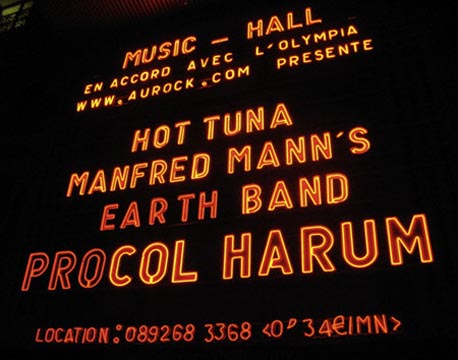 MUSIC - HALL
EN ACCORD AVEC L'OLYMPIA
WWW.AUROCK.COM PRESENTE
HOT TUNA
MANFRED MANN'S
EARTH BAND
PROCOL HARUM
LOCATION: 089268 3368 <0'34€/MN>